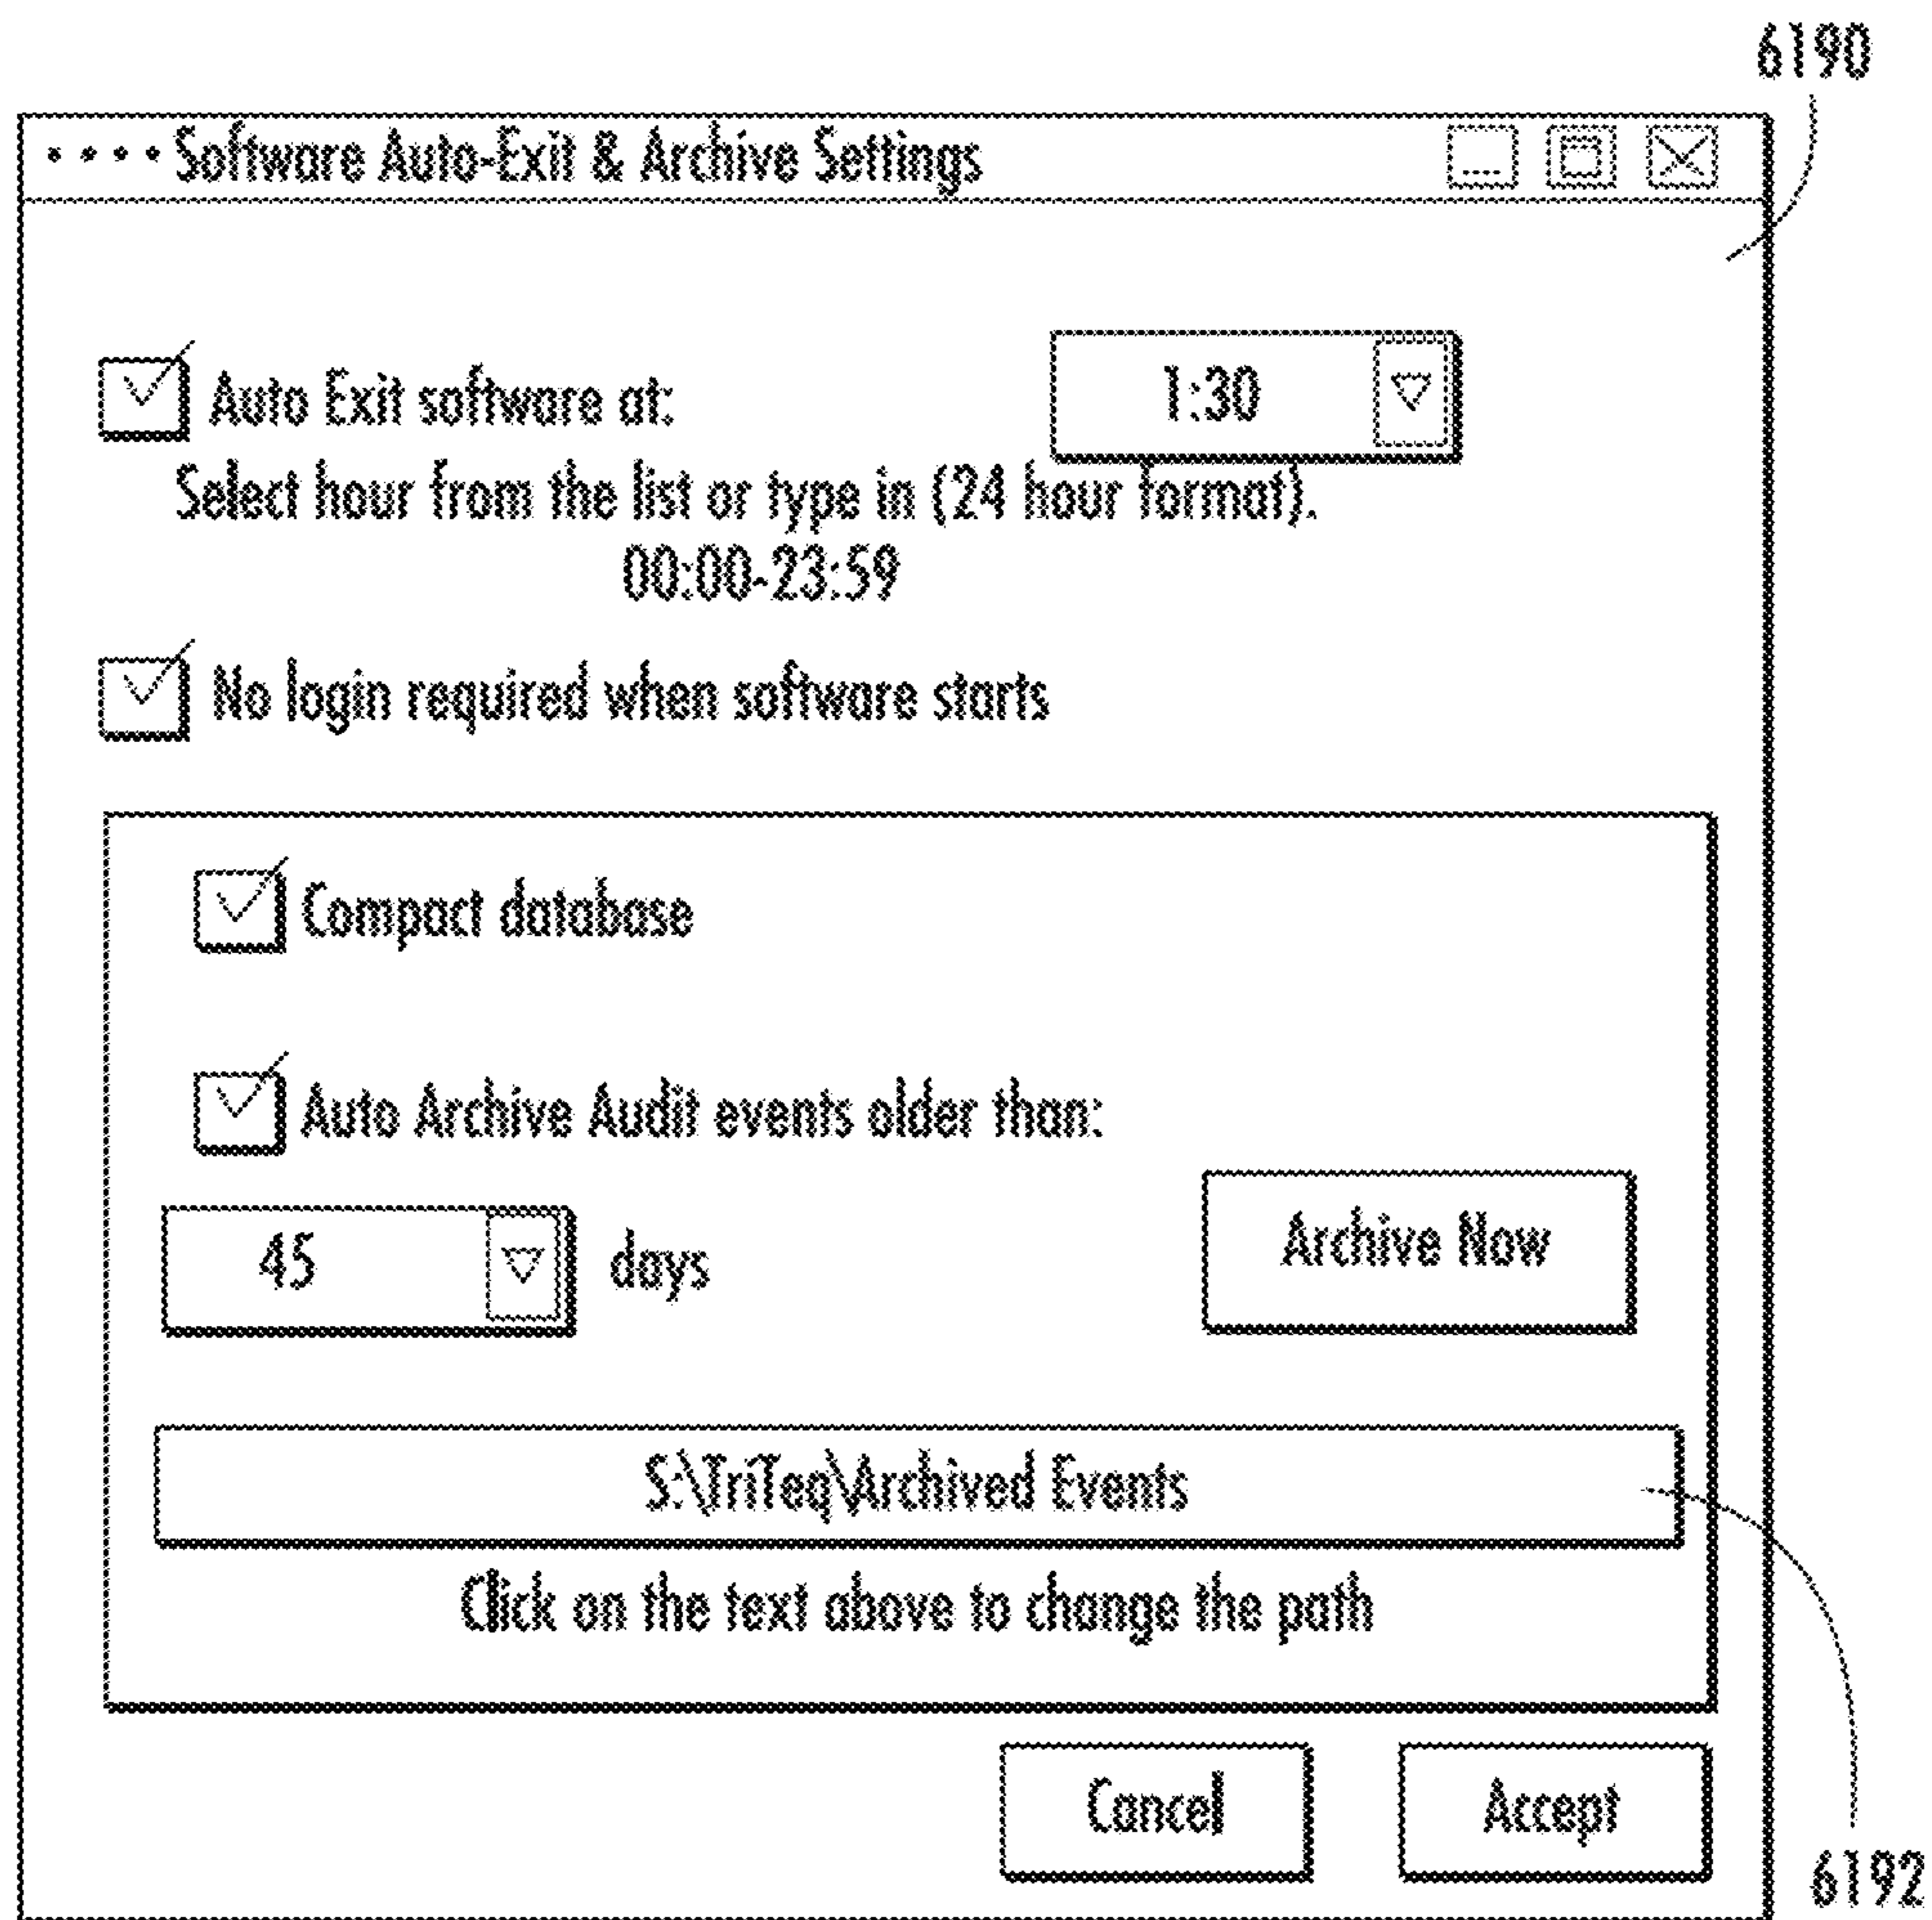 6190
Software Auto-Exit & Archive Settings
Auto Exit software at: 1:30
Select hour from the list or type in (24 hour format).
00:00-23:59
No login required when software starts
Compact database
Auto Archive Audit events older than:
45 days Archive Now
S:\TriTeq\Archived Events
Click on the text above to change the path
Cancel Accept
6192